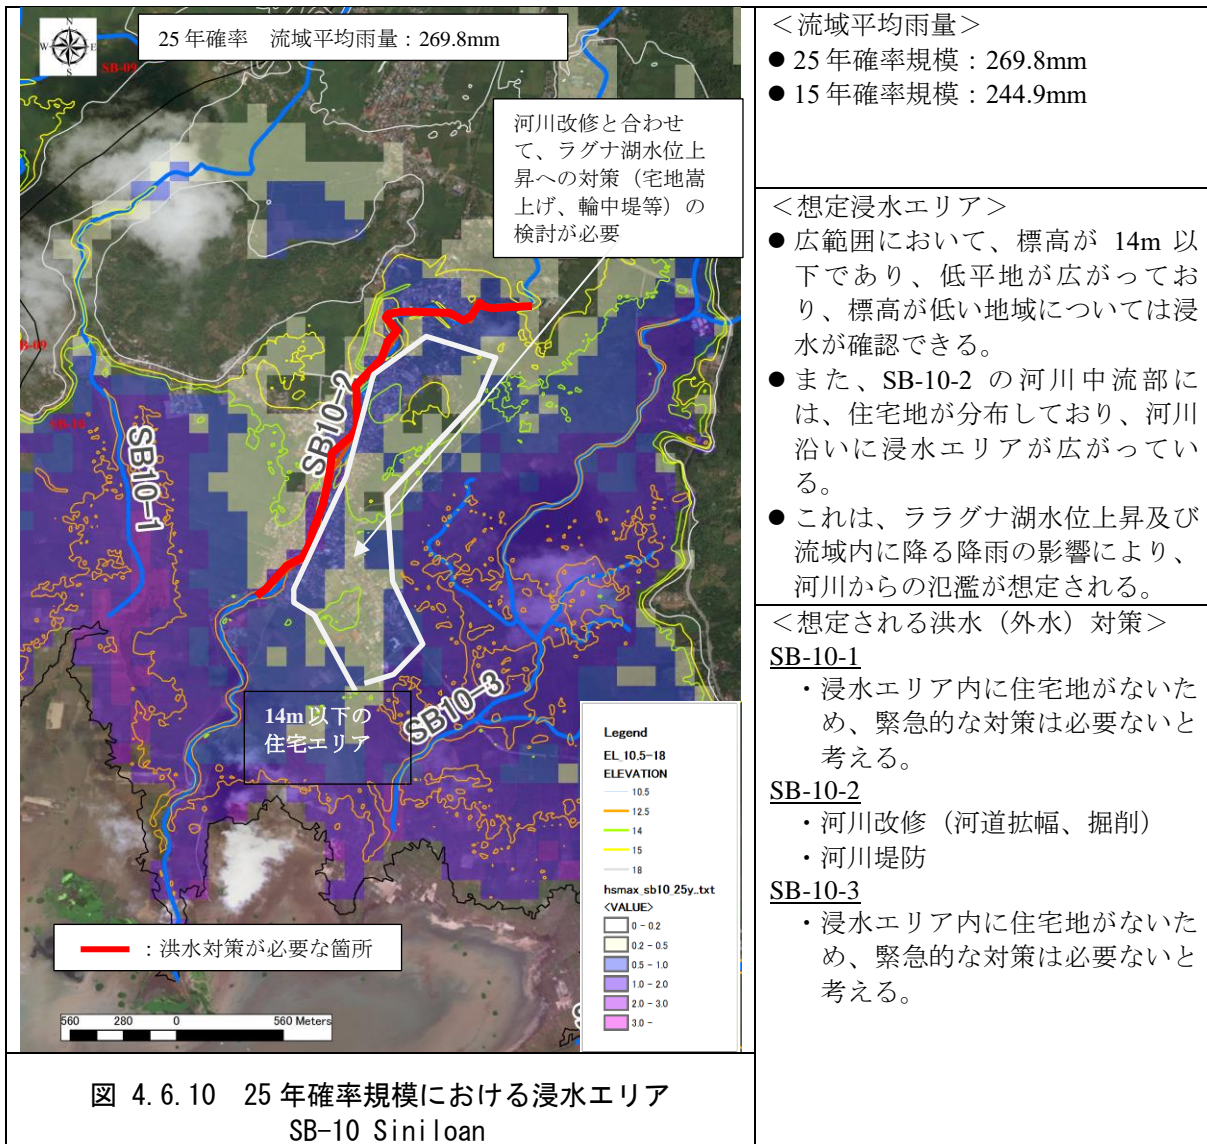 N
W
E
S
SB-09
25 年確率 流域平均雨量：269.8mm
河川改修と合わせ
て、ラグナ湖水位上
昇への対策（宅地嵩
上げ、輪中堤等）の
検討が必要
SB-10
SB10-1
SB10-2
SB10-3
14m 以下の
住宅エリア
：洪水対策が必要な箇所
560 280 0 560 Meters
Legend
EL_10.5-18
ELEVATION
10.5
12.5
14
15
18
hsmax_sb10_25y..txt
<VALUE>
0 - 0.2
0.2 - 0.5
0.5 - 1.0
1.0 - 2.0
2.0 - 3.0
3.0 -
図 4.6.10 25 年確率規模における浸水エリア
SB-10 Siniloan
＜流域平均雨量＞
● 25 年確率規模：269.8mm
● 15 年確率規模：244.9mm
＜想定浸水エリア＞
● 広範囲において、標高が 14m 以
下であり、低平地が広がってお
り、標高が低い地域については浸
水が確認できる。
● また、SB-10-2 の河川中流部に
は、住宅地が分布しており、河川
沿いに浸水エリアが広がってい
る。
● これは、ララグナ湖水位上昇及び
流域内に降る降雨の影響により、
河川からの氾濫が想定される。
＜想定される洪水（外水）対策＞
SB-10-1
・浸水エリア内に住宅地がないた
め、緊急的な対策は必要ないと
考える。
SB-10-2
・河川改修（河道拡幅、掘削）
・河川堤防
SB-10-3
・浸水エリア内に住宅地がないた
め、緊急的な対策は必要ないと
考える。